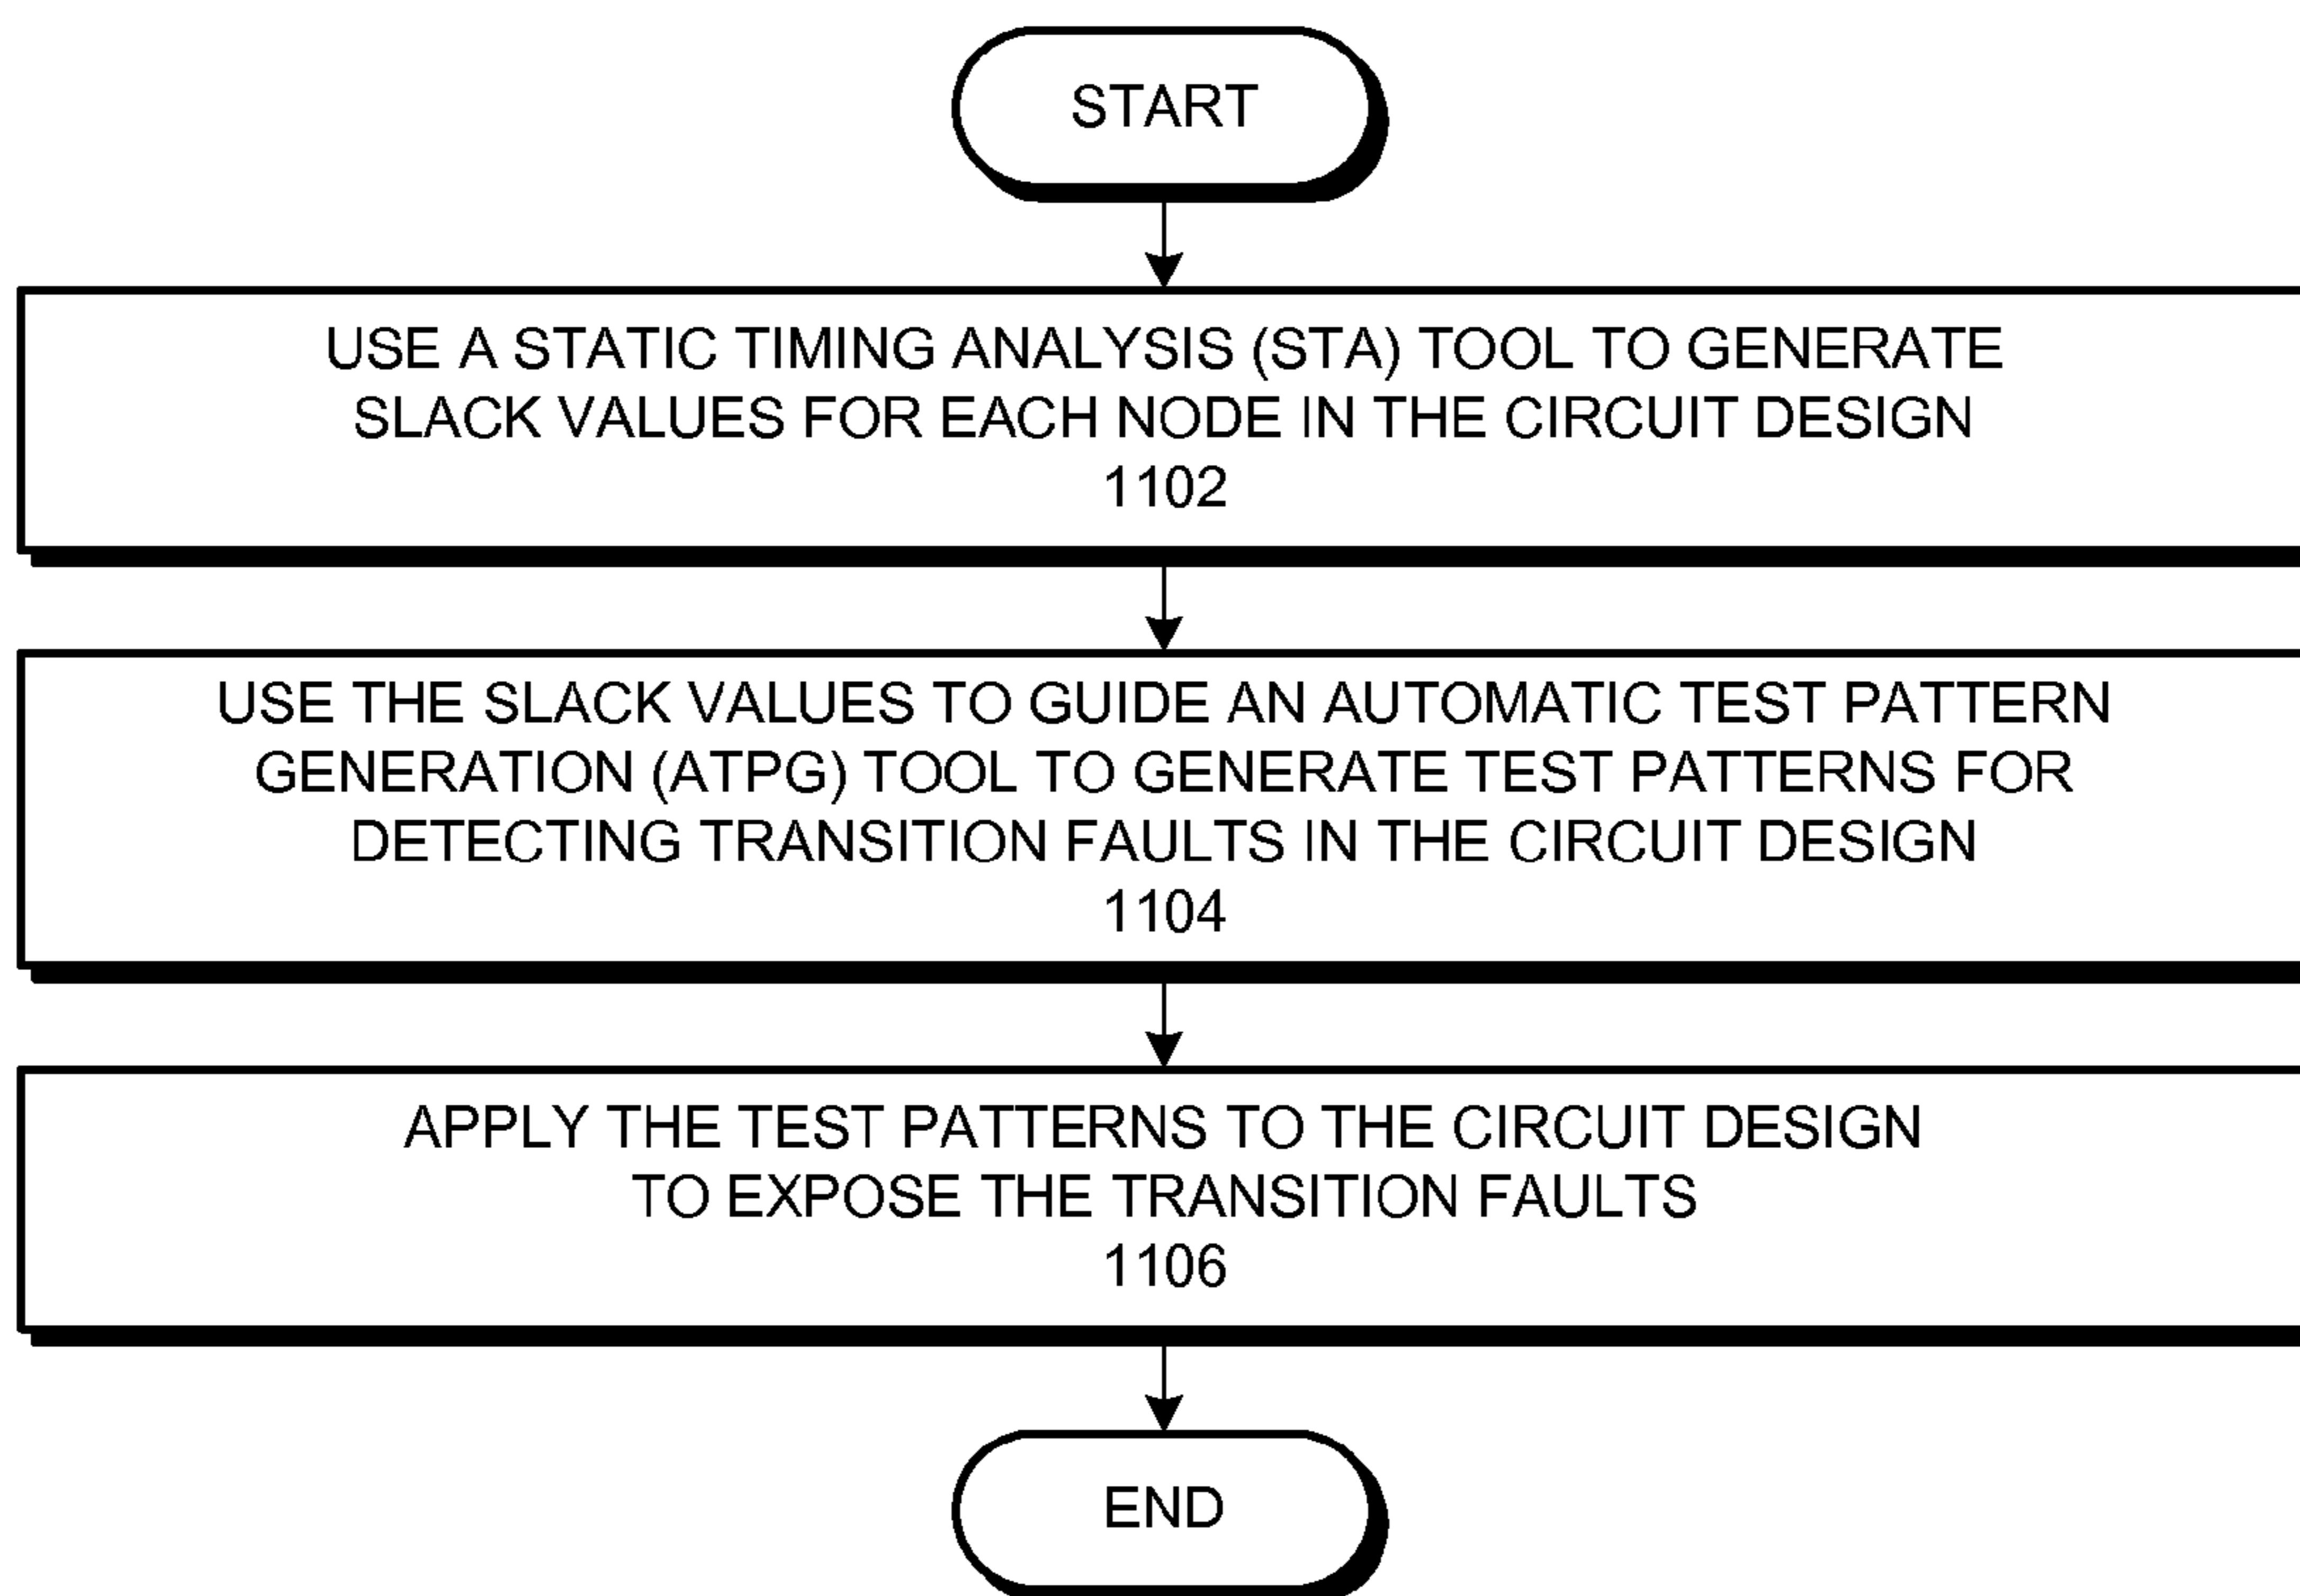 START
USE A STATIC TIMING ANALYSIS (STA) TOOL TO GENERATE
SLACK VALUES FOR EACH NODE IN THE CIRCUIT DESIGN
1102
USE THE SLACK VALUES TO GUIDE AN AUTOMATIC TEST PATTERN
GENERATION (ATPG) TOOL TO GENERATE TEST PATTERNS FOR
DETECTING TRANSITION FAULTS IN THE CIRCUIT DESIGN
1104
APPLY THE TEST PATTERNS TO THE CIRCUIT DESIGN
TO EXPOSE THE TRANSITION FAULTS
1106
END